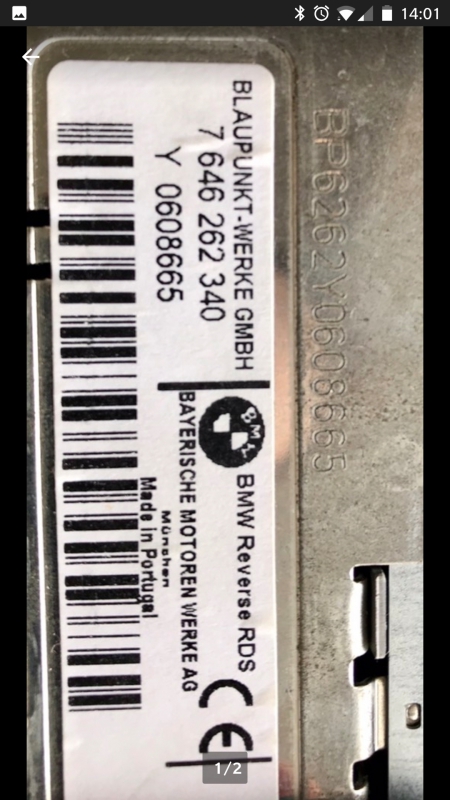 14:01
BLAUPUNKT-WERKE GMBH
7 646 262 340
Y 0608665
BMW
BMW Reverse RDS
BAYERISCHE MOTOREN WERKE AG
München
Made in Portugal
CE
BP6262Y0608665
1/2